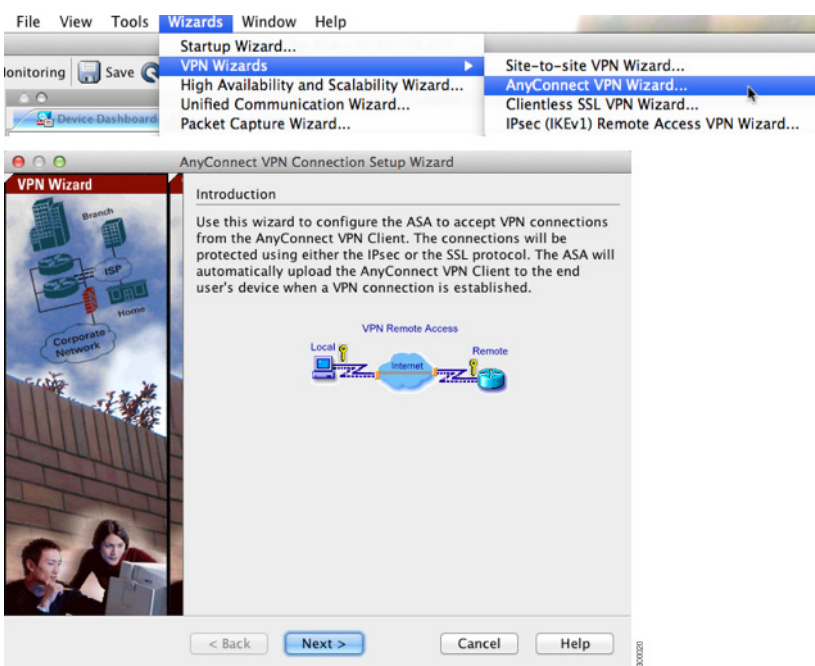 File View Tools Wizards Window Help
Startup Wizard...
lonitoring Save VPN Wizards Site-to-site VPN Wizard...
High Availability and Scalability Wizard... AnyConnect VPN Wizard...
Unified Communication Wizard... Clientless SSL VPN Wizard...
Device Dashboard Packet Capture Wizard... IPsec (IKEv1) Remote Access VPN Wizard...
AnyConnect VPN Connection Setup Wizard
VPN Wizard
Branch
ISP
Home
Corporate
Network
Introduction
Use this wizard to configure the ASA to accept VPN connections
from the AnyConnect VPN Client. The connections will be
protected using either the IPsec or the SSL protocol. The ASA will
automatically upload the AnyConnect VPN Client to the end
user's device when a VPN connection is established.
VPN Remote Access
Local
Internet
Remote
< Back Next > Cancel Help
300020